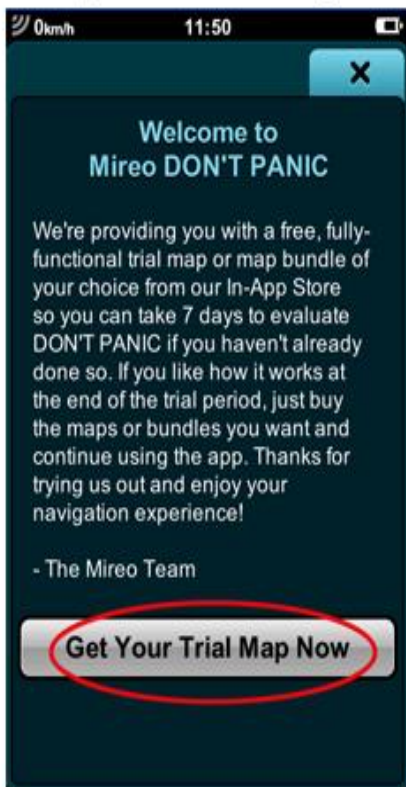 0km/h 11:50
X
Welcome to
Mireo DON'T PANIC
We're providing you with a free, fully-
functional trial map or map bundle of
your choice from our In-App Store
so you can take 7 days to evaluate
DON'T PANIC if you haven't already
done so. If you like how it works at
the end of the trial period, just buy
the maps or bundles you want and
continue using the app. Thanks for
trying us out and enjoy your
navigation experience!
- The Mireo Team
Get Your Trial Map Now